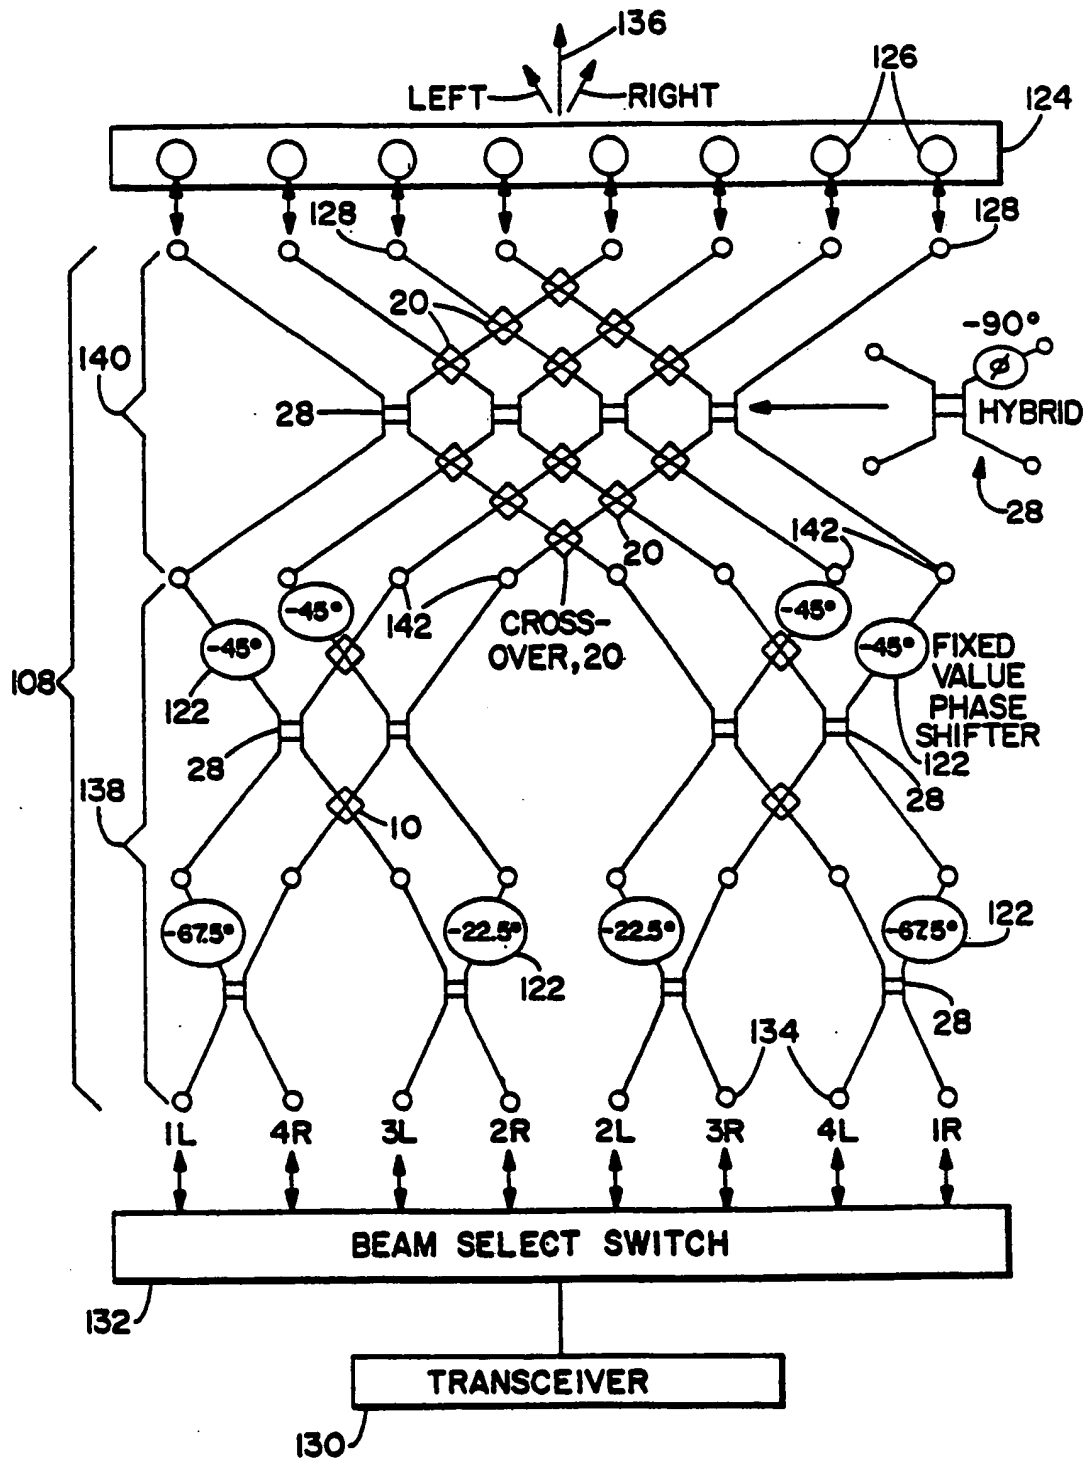 136
126
LEFT
RIGHT
124
128
128
20
-90°
140
ϕ
28
HYBRID
28
20
142
142
CROSS-
OVER, 20
-45°
-45°
-45°
-45°
FIXED
VALUE
PHASE
SHIFTER
108
122
122
28
28
138
10
-67.5°
-22.5°
-22.5°
-67.5°
122
122
28
134
1L 4R 3L 2R 2L 3R 4L 1R
BEAM SELECT SWITCH
132
TRANSCEIVER
130